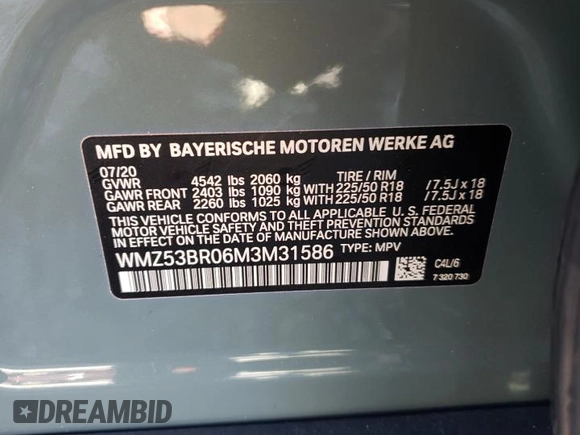 MFD BY BAYERISCHE MOTOREN WERKE AG
07/20 TIRE / RIM
GVWR 4542 lbs 2060 kg
GAWR FRONT 2403 lbs 1090 kg WITH 225/50 R18 /7.5J x 18
GAWR REAR 2260 lbs 1025 kg WITH 225/50 R18 /7.5J x 18
THIS VEHICLE CONFORMS TO ALL APPLICABLE U.S. FEDERAL
MOTOR VEHICLE SAFETY, BUMPER, AND THEFT PREVENTION
STANDARDS IN EFFECT ON THE DATE OF MANUFACTURE
SHOWN ABOVE.
WMZ53BR06M3M31586 TYPE: MPV
C4L/6
7 320 730
DREAMBID